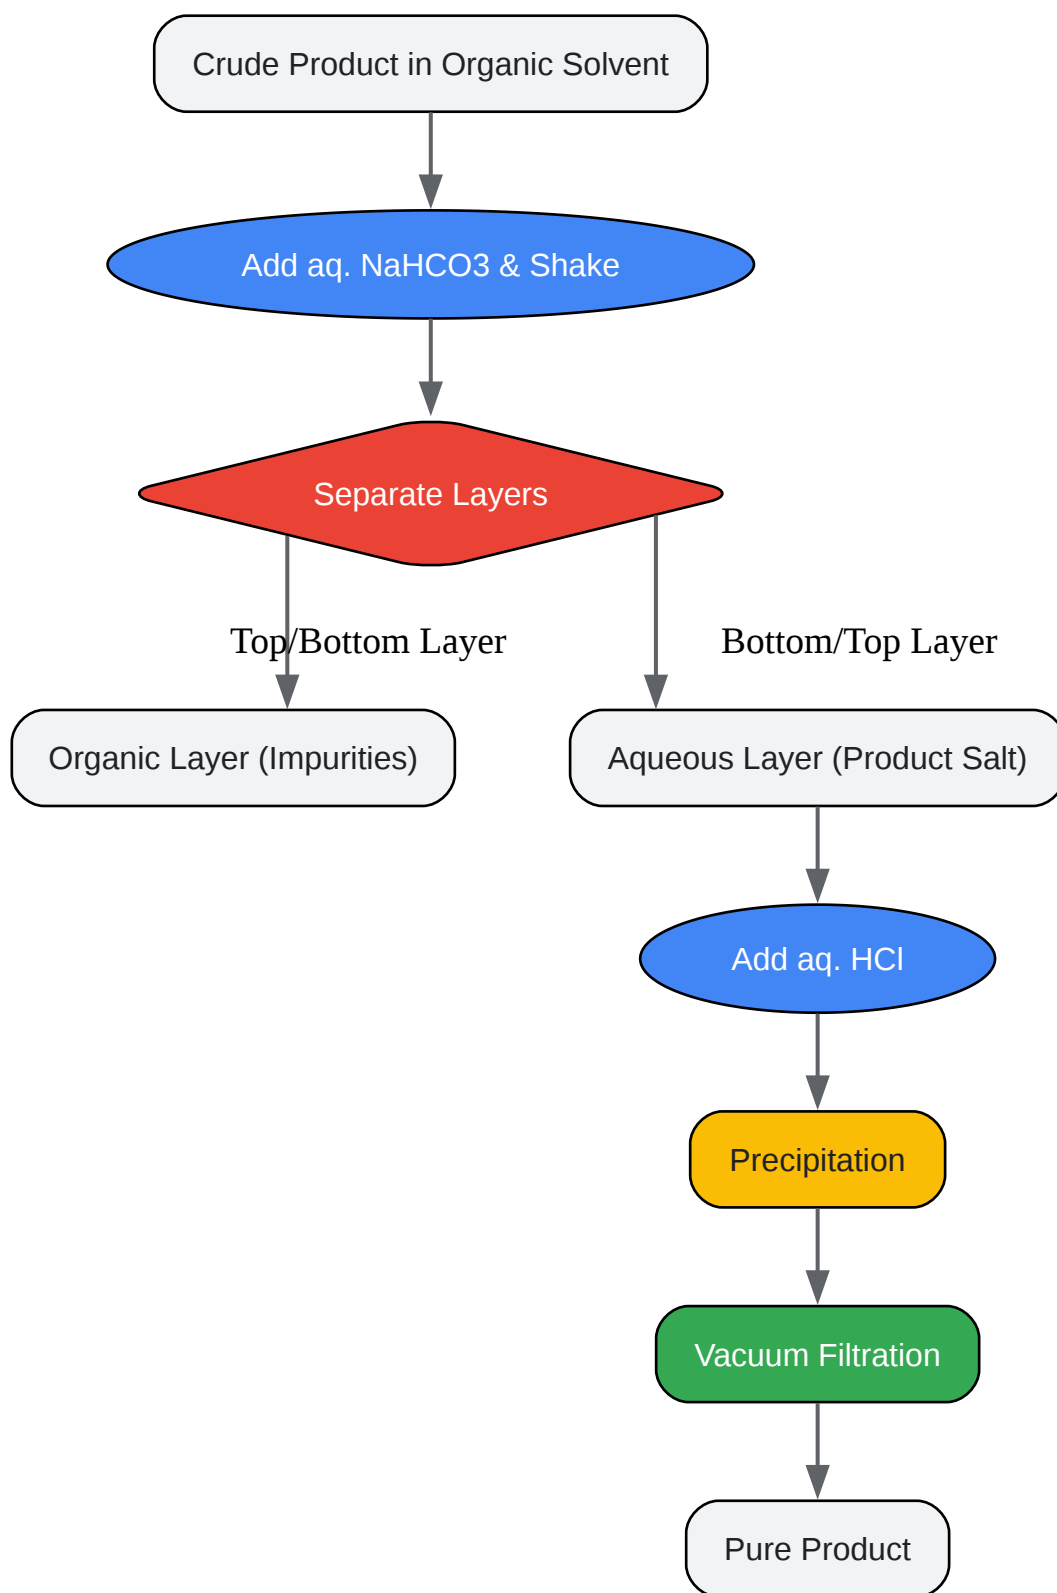 Crude Product in Organic Solvent
Add aq. NaHCO3 & Shake
Separate Layers
Top/Bottom Layer
Bottom/Top Layer
Organic Layer (Impurities)
Aqueous Layer (Product Salt)
Add aq. HCl
Precipitation
Vacuum Filtration
Pure Product